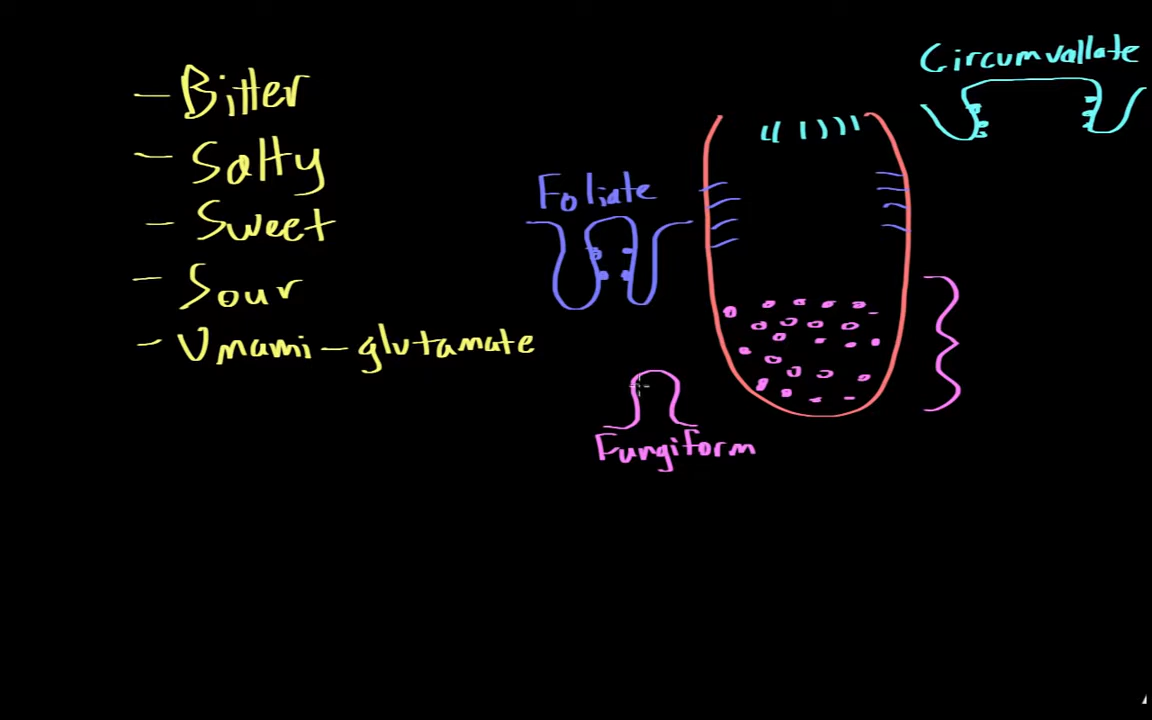 - Bitter
- Salty
- Sweet
- Sour
- Umami - glutamate
Circumvallate
Foliate
Fungiform